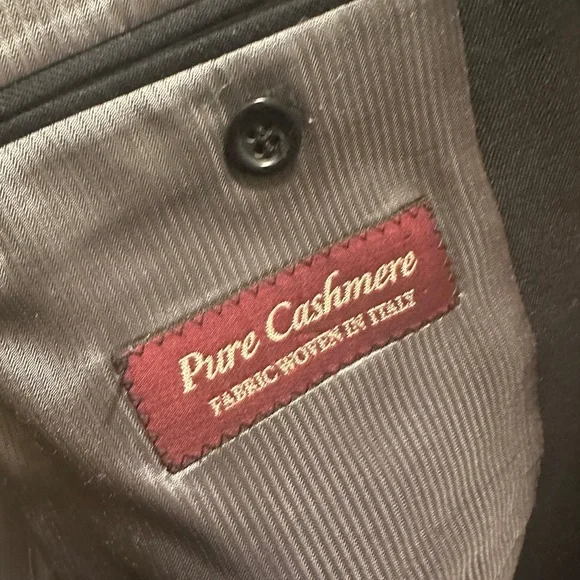 Pure Cashmere
FABRIC WOVEN IN ITALY